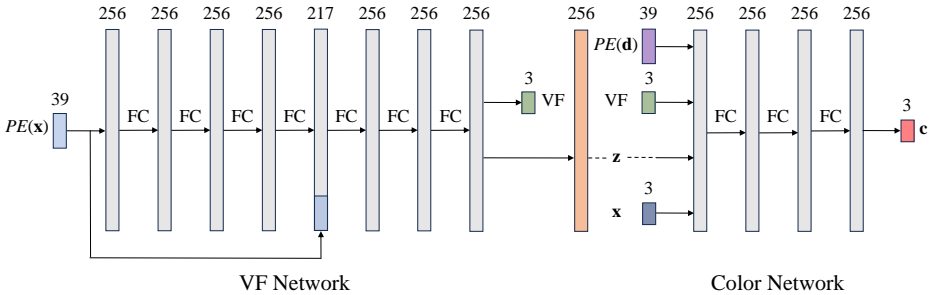 256 256 256 256 217 256 256 256 256 39 256 256 256 256
PE(d)
39 3 VF VF 3 3
PE(x) FC FC FC FC FC FC FC FC FC FC c
z
3
x
VF Network Color Network